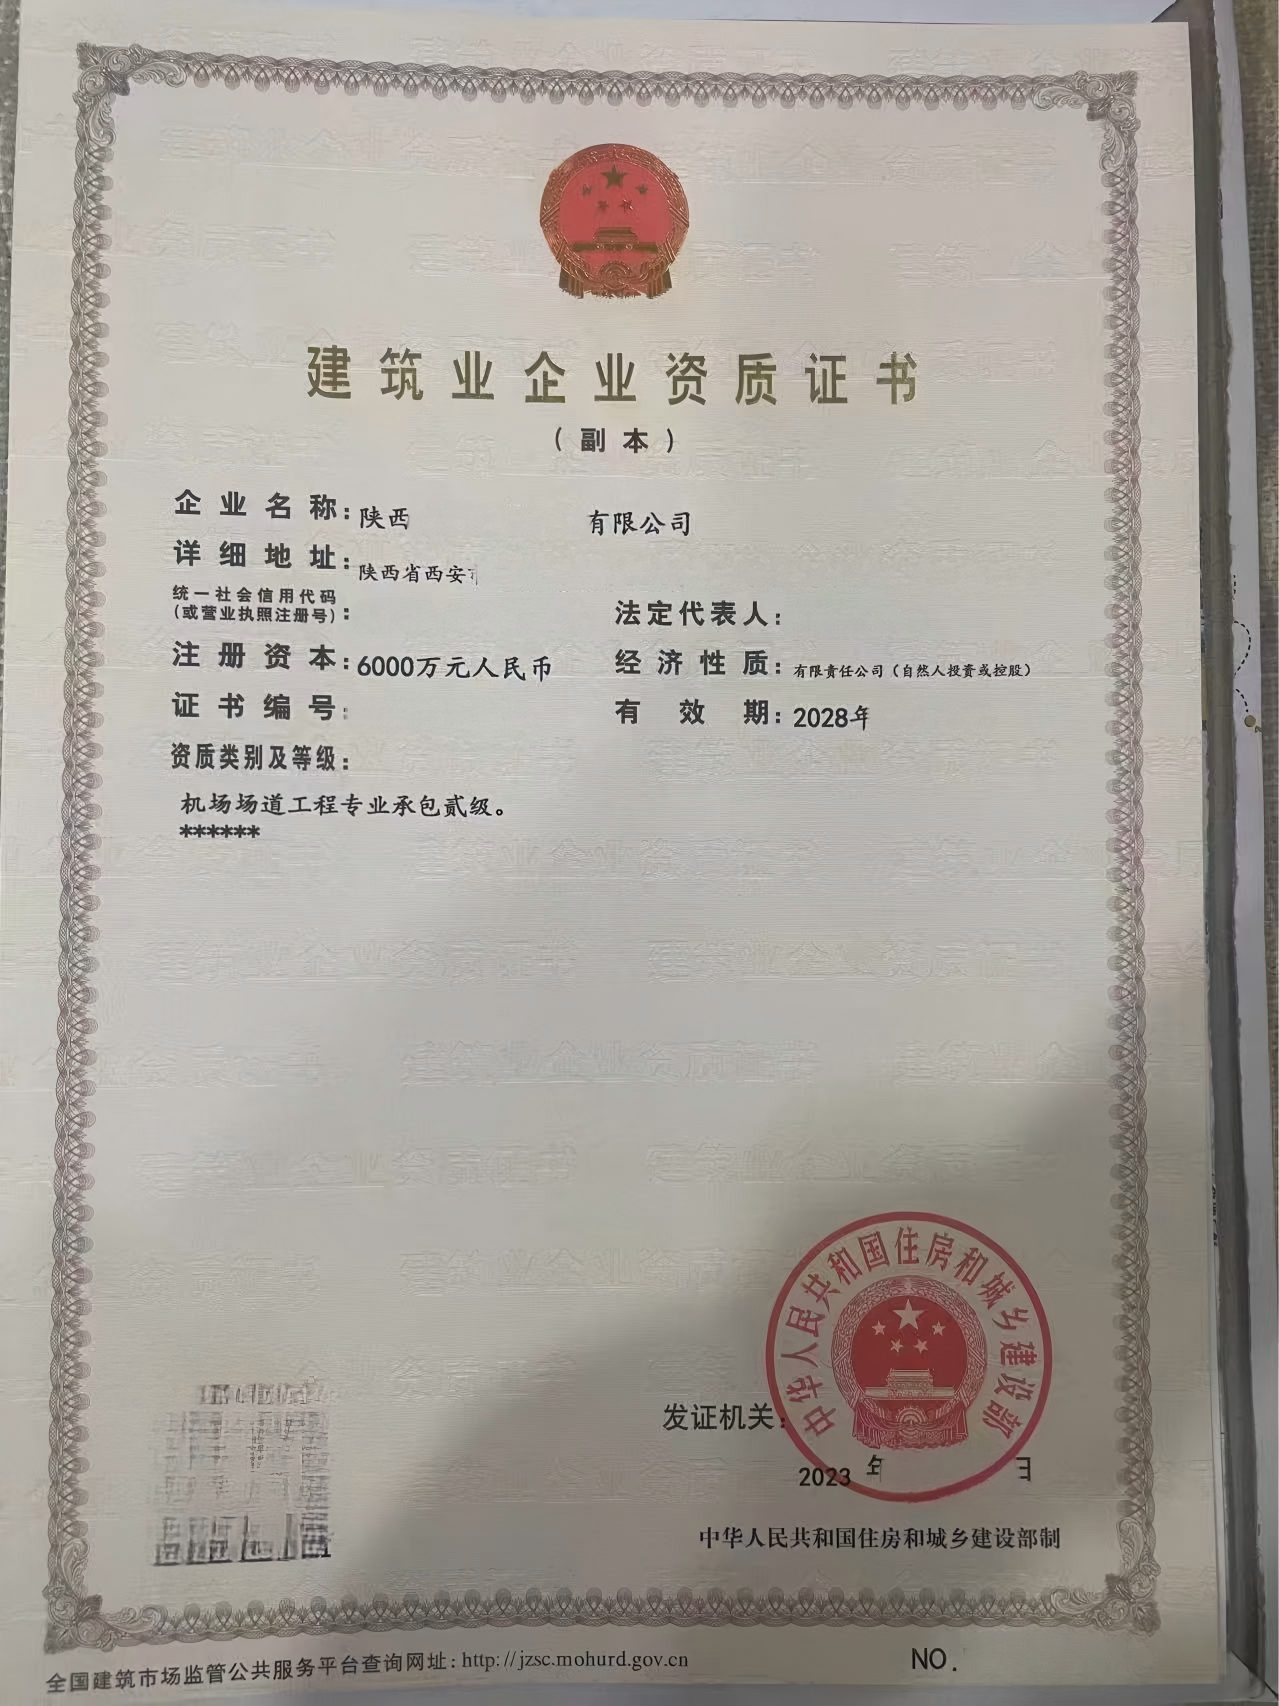 建筑业企业资质证书
（副本）
企业名称：陕西 有限公司
详细地址：陕西省西安
统一社会信用代码
（或营业执照注册号）：
法定代表人：
注册资本：6000万元人民币 经济性质：有限责任公司（自然人投资或控股）
证书编号： 有效期：2028年
资质类别及等级：
机场场道工程专业承包贰级。
******
中华人民共和国住房和城乡建设部
发证机关：
2023 年 日
中华人民共和国住房和城乡建设部制
全国建筑市场监管公共服务平台查询网址：http://jzsc.mohurd.gov.cn
NO.